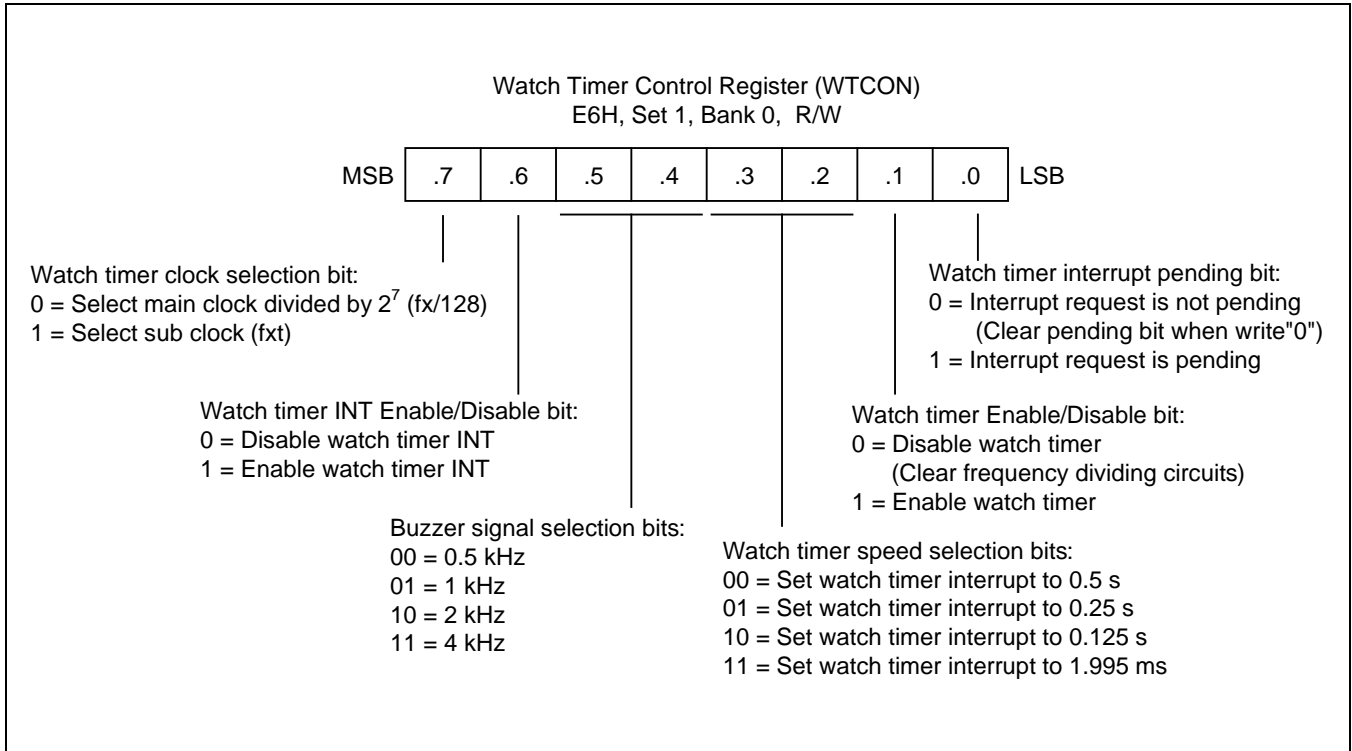 Watch Timer Control Register (WTCON)
E6H, Set 1, Bank 0, R/W
MSB .7 .6 .5 .4 .3 .2 .1 .0 LSB
Watch timer clock selection bit:
0 = Select main clock divided by 2⁷ (fx/128)
1 = Select sub clock (fxt)
Watch timer interrupt pending bit:
0 = Interrupt request is not pending
(Clear pending bit when write"0")
1 = Interrupt request is pending
Watch timer INT Enable/Disable bit:
0 = Disable watch timer INT
1 = Enable watch timer INT
Watch timer Enable/Disable bit:
0 = Disable watch timer
(Clear frequency dividing circuits)
1 = Enable watch timer
Buzzer signal selection bits:
00 = 0.5 kHz
01 = 1 kHz
10 = 2 kHz
11 = 4 kHz
Watch timer speed selection bits:
00 = Set watch timer interrupt to 0.5 s
01 = Set watch timer interrupt to 0.25 s
10 = Set watch timer interrupt to 0.125 s
11 = Set watch timer interrupt to 1.995 ms